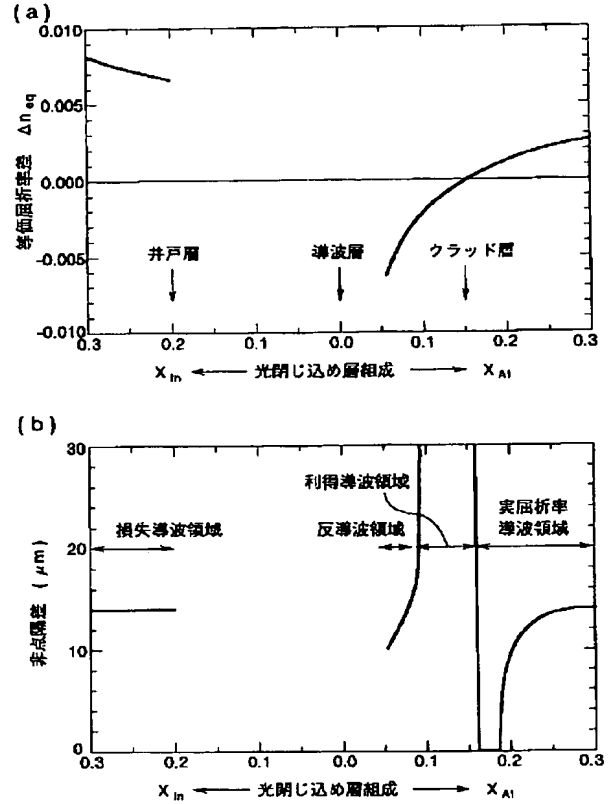 (a)
等価屈折率差 Δn eq
0.010
0.005
0.000
-0.005
-0.010
井戸層
導波層
クラッド層
0.3
0.2
0.1
0.0
0.1
0.2
0.3
X In ← 光閉じ込め層組成 → X Al
(b)
非点隔差 (μm)
30
20
10
0
利得導波領域
損失導波領域
反導波領域
実屈折率
導波領域
0.3
0.2
0.1
0.0
0.1
0.2
0.3
X In ← 光閉じ込め層組成 → X Al